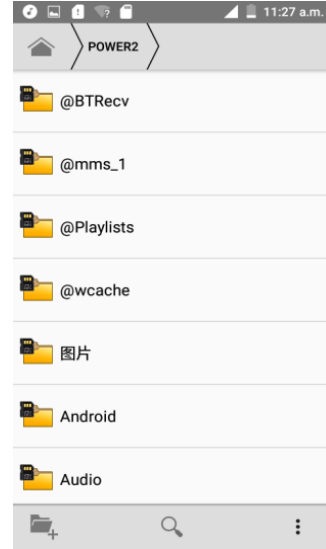 11:27 a.m.
POWER2
@BTRecv
@mms_1
@Playlists
@wcache
图片
Android
Audio